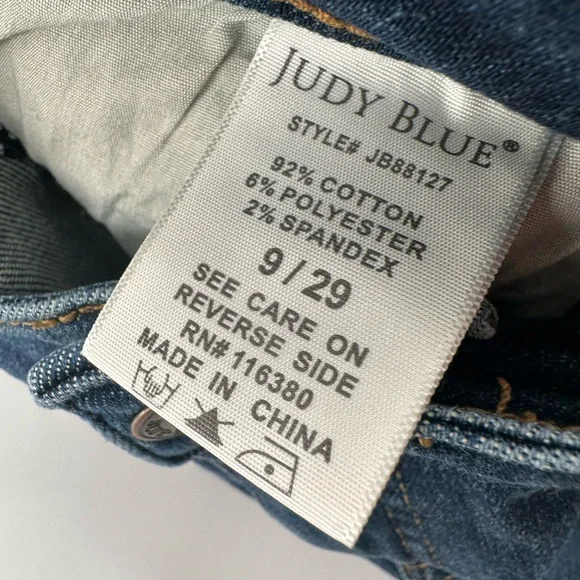 JUDY BLUE®
STYLE# JB88127
92% COTTON
6% POLYESTER
2% SPANDEX
9 / 29
SEE CARE ON
REVERSE SIDE
RN# 116380
MADE IN CHINA